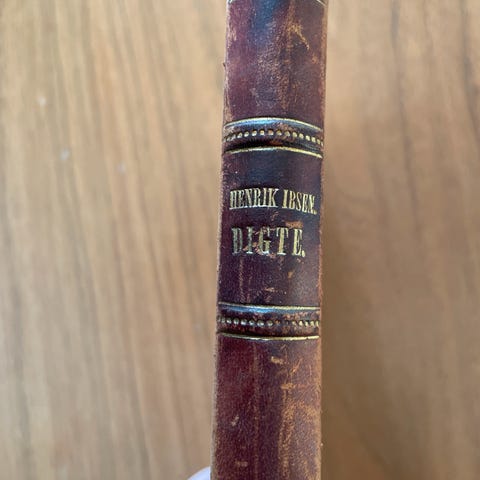 HENRIK IBSEN.
DIGTE.